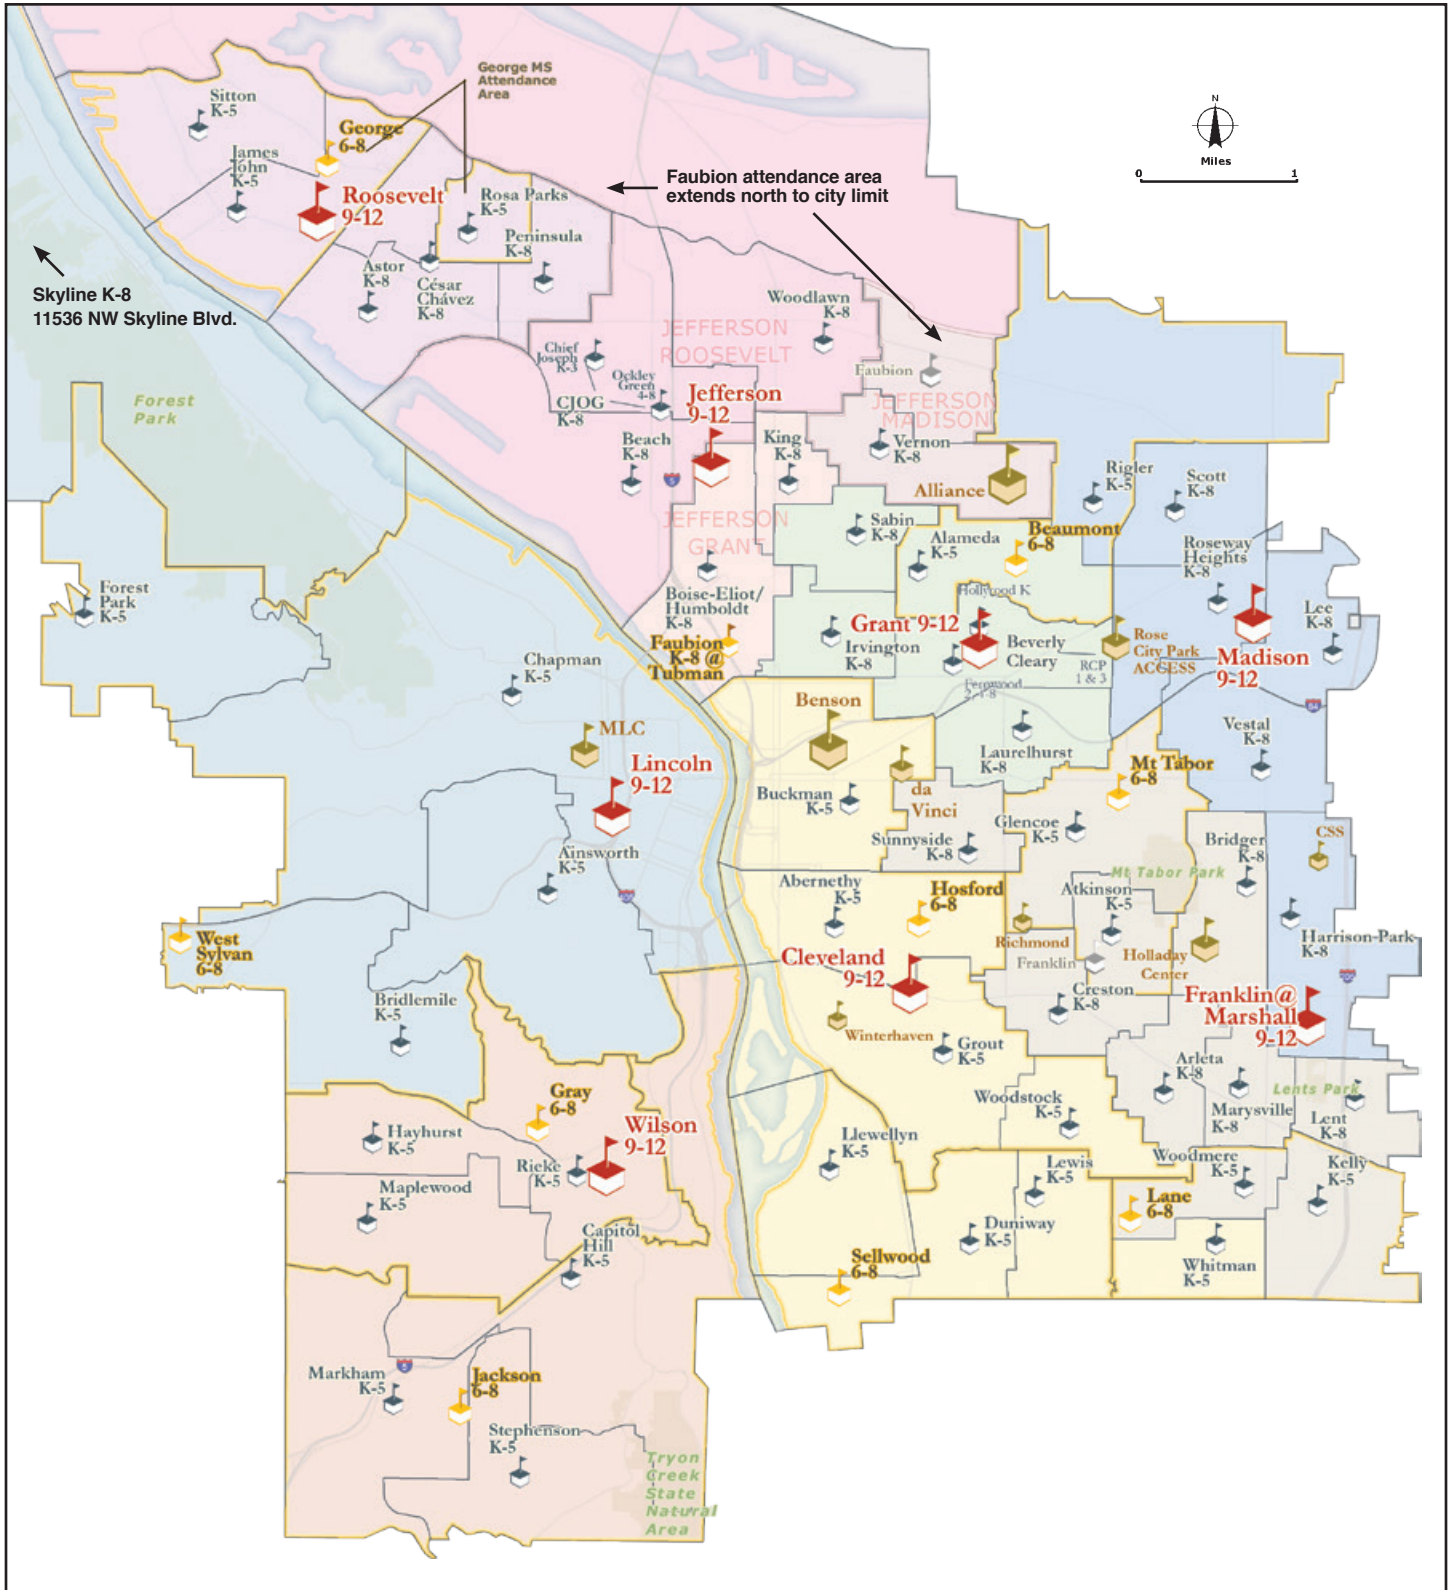 George MS
Attendance
Area
Sitton
K-5
George
6-8
James
John
K-5
Roosevelt
9-12
Rosa Parks
K-5
Peninsula
K-8
Astor
K-8
César
Chávez
K-8
Faubion attendance area
extends north to city limit
N
Miles
0
1
Skyline K-8
11536 NW Skyline Blvd.
Forest
Park
Woodlawn
K-8
JEFFERSON
ROOSEVELT
Chief
Joseph
K-3
Ockley
Green
4-8
CJOG
K-8
Jefferson
9-12
Faubion
JEFFERSON
MADISON
Beach
K-8
King
K-8
Vernon
K-8
Alliance
Rigler
K-5
Scott
K-8
JEFFERSON
GRANT
Sabin
K-8
Alameda
K-5
Beaumont
6-8
Roseway
Heights
K-8
Hollyrood K
Boise-Eliot/
Humboldt
K-8
Faubion
K-8 @
Tubman
Irvington
K-8
Grant 9-12
Beverly
Cleary
RCP
1 & 3
Fernwood
2, 4-8
Rose
City Park
ACCESS
Lee
K-8
Madison
9-12
84
Forest
Park
K-5
Chapman
K-5
MLC
Lincoln
9-12
Ainsworth
K-5
Benson
Buckman
K-5
da
Vinci
Laurelhurst
K-8
Mt Tabor
6-8
Vestal
K-8
Sunnyside
K-8
Glencoe
K-5
Mt Tabor Park
Bridger
K-8
CSS
Abernethy
K-5
Hosford
6-8
Atkinson
K-5
Richmond
Franklin
Holladay
Center
Harrison-Park
K-8
West
Sylvan
6-8
Bridlemile
K-5
Cleveland
9-12
Winterhaven
Grout
K-5
Creston
K-8
Franklin@
Marshall
9-12
Arleta
K-8
Marysville
K-8
Lents Park
Lent
K-8
Gray
6-8
Hayhurst
K-5
Wilson
9-12
Rieke
K-5
Maplewood
K-5
Capitol
Hill
K-5
Llewellyn
K-5
Woodstock
K-5
Lewis
K-5
Duniway
K-5
Woodmere
K-5
Kelly
K-5
Lane
6-8
Whitman
K-5
Sellwood
6-8
5
Markham
K-5
Jackson
6-8
Stephenson
K-5
Tryon
Creek
State
Natural
Area